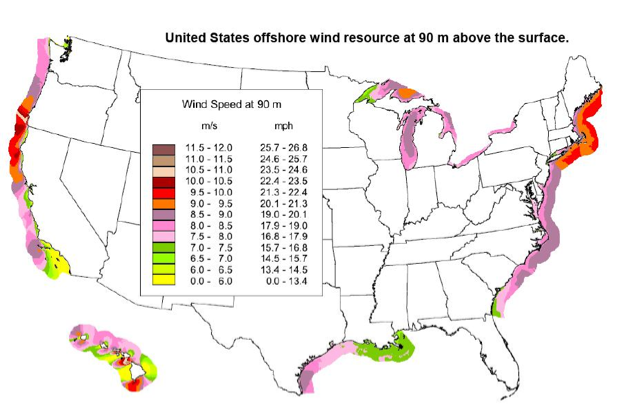 United States offshore wind resource at 90 m above the surface.
Wind Speed at 90 m
m/s mph
11.5 - 12.0 25.7 - 26.8
11.0 - 11.5 24.6 - 25.7
10.5 - 11.0 23.5 - 24.6
10.0 - 10.5 22.4 - 23.5
9.5 - 10.0 21.3 - 22.4
9.0 - 9.5 20.1 - 21.3
8.5 - 9.0 19.0 - 20.1
8.0 - 8.5 17.9 - 19.0
7.5 - 8.0 16.8 - 17.9
7.0 - 7.5 15.7 - 16.8
6.5 - 7.0 14.5 - 15.7
6.0 - 6.5 13.4 - 14.5
0.0 - 6.0 0.0 - 13.4